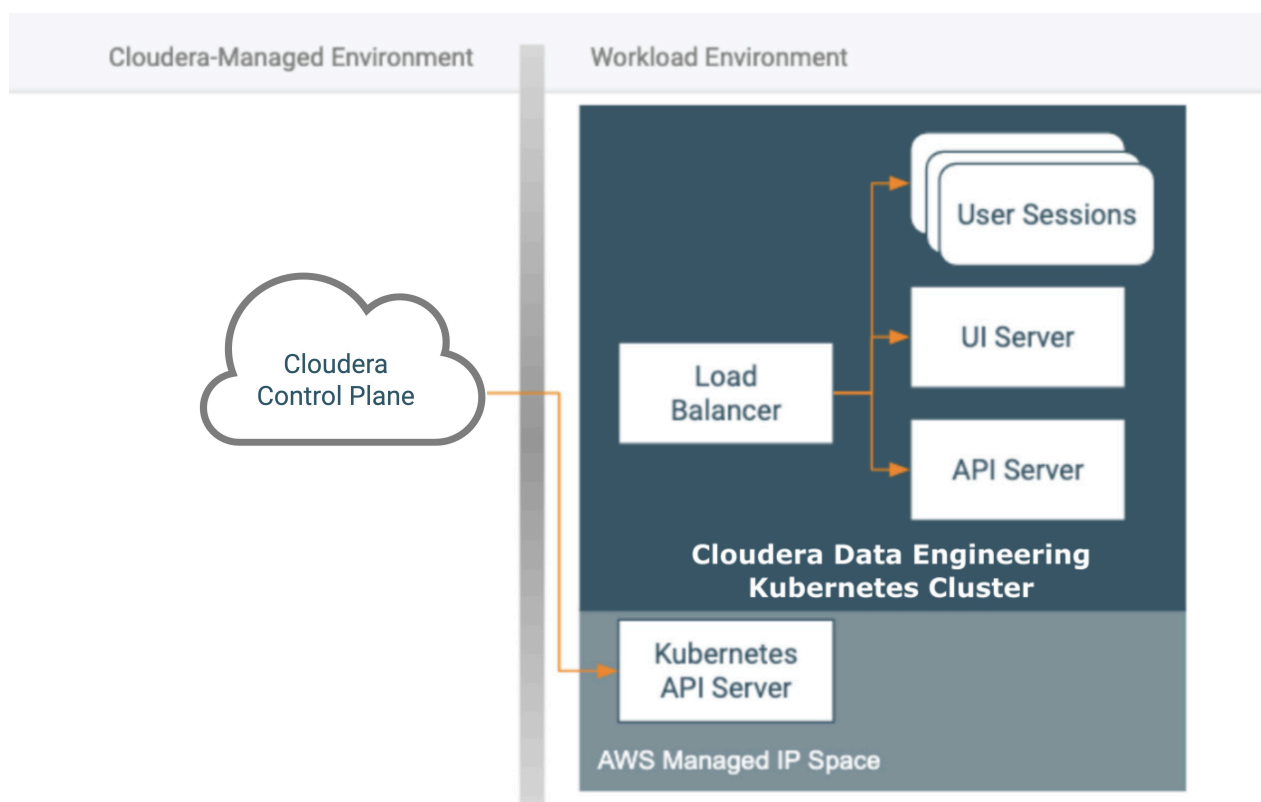 Cloudera-Managed Environment
Workload Environment
User Sessions
UI Server
Cloudera
Control Plane
Load
Balancer
API Server
Cloudera Data Engineering
Kubernetes Cluster
Kubernetes
API Server
AWS Managed IP Space